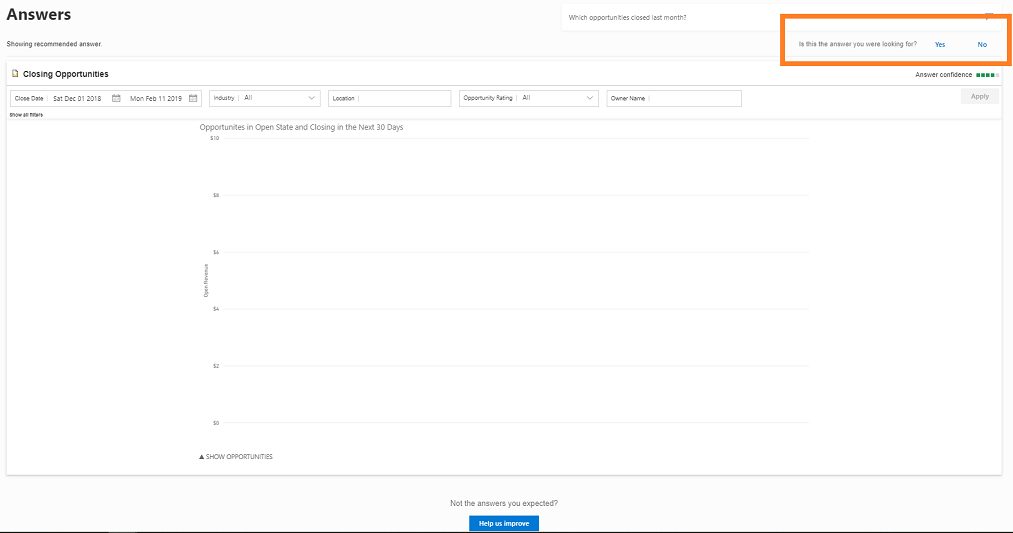 Answers
Which opportunities closed last month?
Showing recommended answer.
Is this the answer you were looking for? Yes No
Closing Opportunities
Answer confidence
Close Date Sat Dec 01 2018 Mon Feb 11 2019 Industry All Location Opportunity Rating All Owner Name Apply
Show all filters
Opportunites in Open State and Closing in the Next 30 Days
$10
$8
$6
$4
$2
$0
Open Revenue
▲ SHOW OPPORTUNITIES
Not the answers you expected?
Help us improve